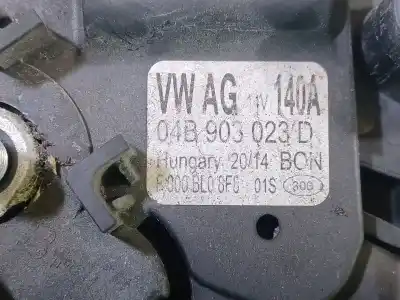 VW AG 14V 140A
04B 903 023 D
Hungary 20/14 BCN
01S